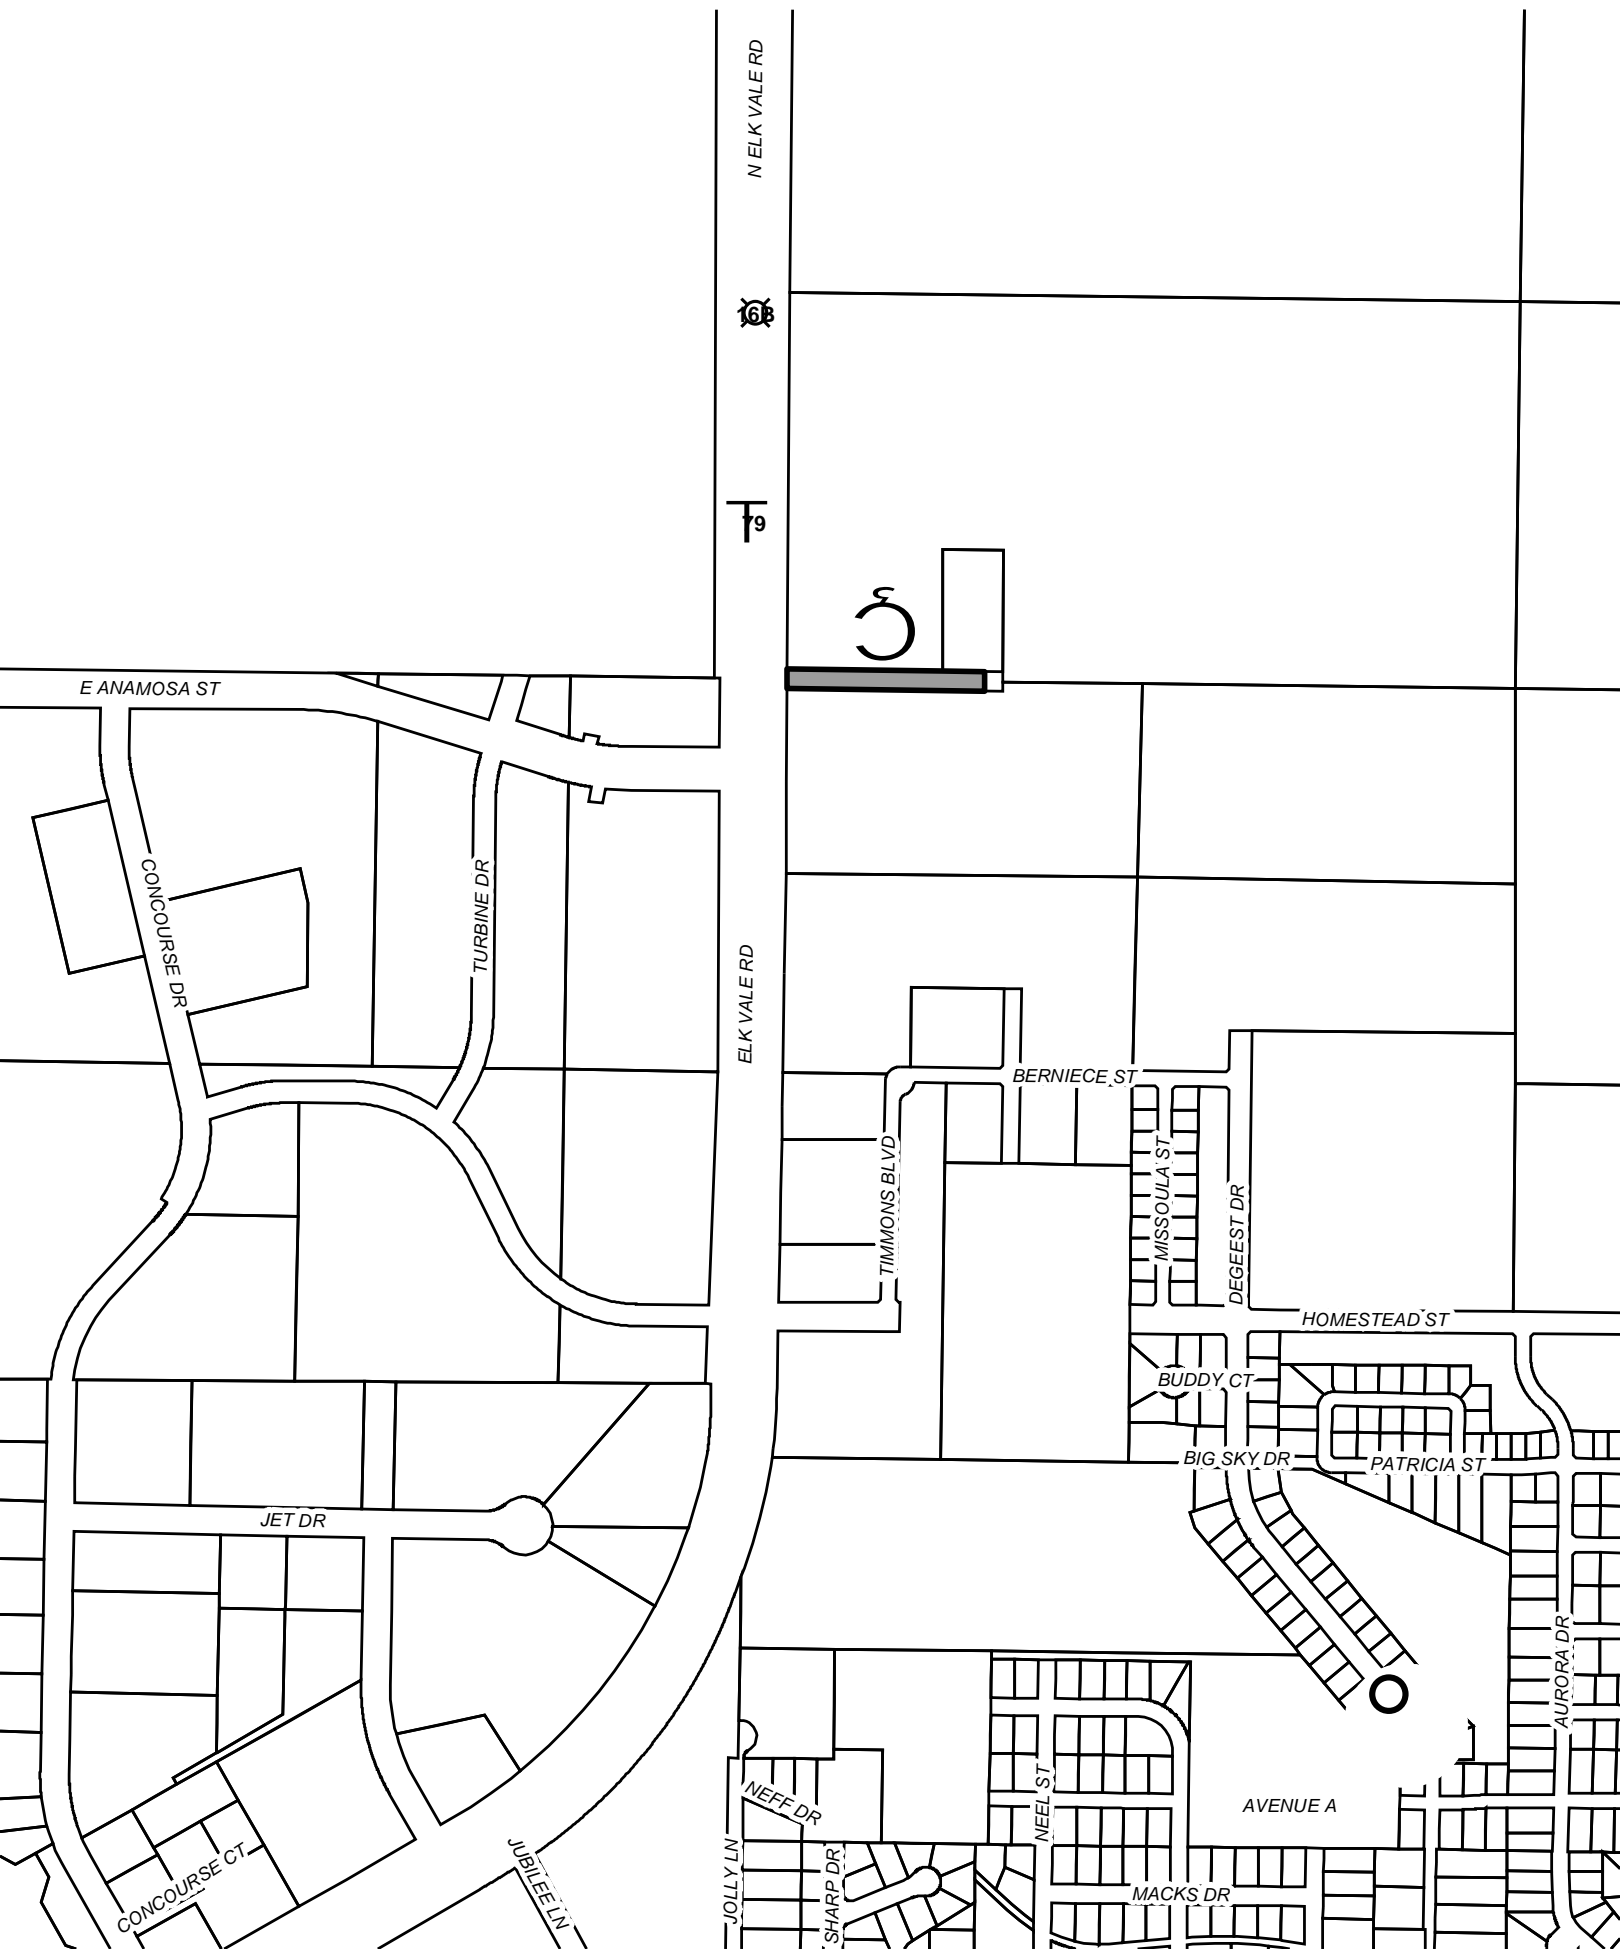 N ELK VALE RD
16B
79
E ANAMOSA ST
CONCOURSE DR
TURBINE DR
ELK VALE RD
BERNIECE ST
TIMMONS BLVD
MISSOULA ST
DEGEEST DR
HOMESTEAD ST
BUDDY CT
BIG SKY DR
PATRICIA ST
JET DR
AURORA DR
NEFF DR
NEEL ST
AVENUE A
CONCOURSE CT
JUBILEE LN
JOLLY LN
SHARP DR
MACKS DR